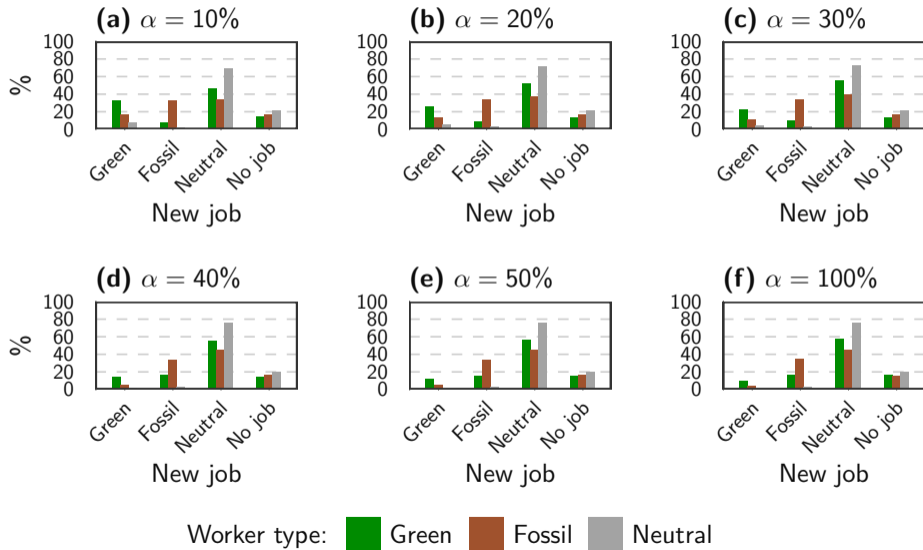 (a) α = 10%
(b) α = 20%
(c) α = 30%
%
100
80
60
40
20
0
Green
Fossil
Neutral
No job
New job
100
80
60
40
20
0
Green
Fossil
Neutral
No job
New job
100
80
60
40
20
0
Green
Fossil
Neutral
No job
New job
(d) α = 40%
(e) α = 50%
(f) α = 100%
%
100
80
60
40
20
0
Green
Fossil
Neutral
No job
New job
100
80
60
40
20
0
Green
Fossil
Neutral
No job
New job
100
80
60
40
20
0
Green
Fossil
Neutral
No job
New job
Worker type: Green Fossil Neutral